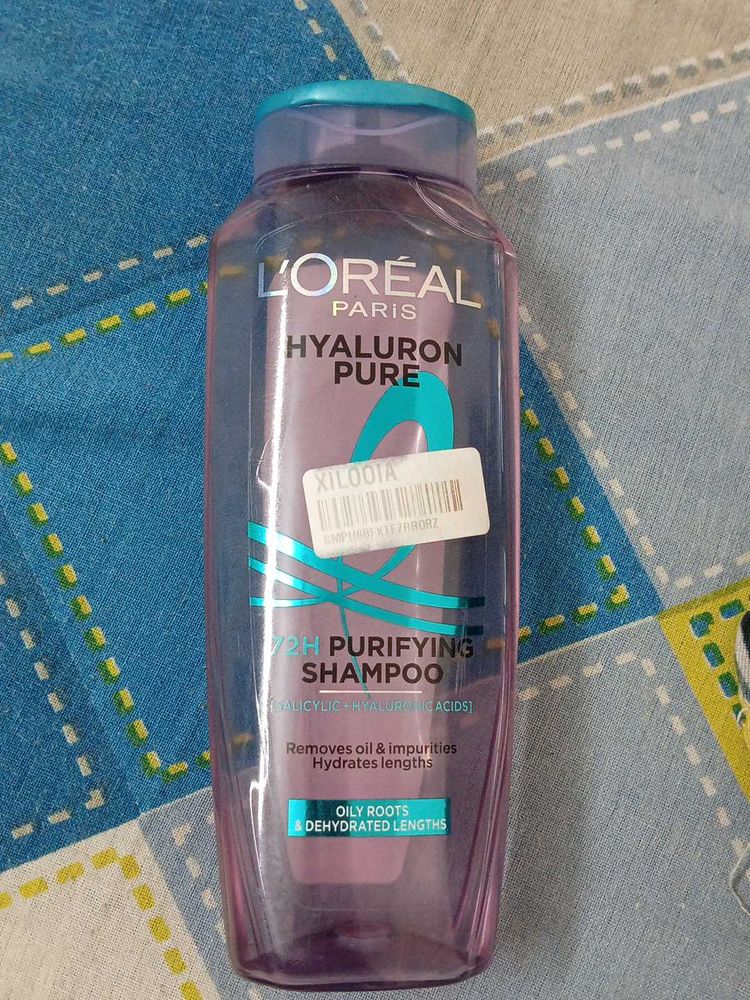 L'ORÉAL
PARIS
HYALURON
PURE
XIL001A
72H PURIFYING
SHAMPOO
[SALICYLIC + HYALURONIC ACIDS]
Removes oil & impurities
Hydrates lengths
OILY ROOTS
& DEHYDRATED LENGTHS